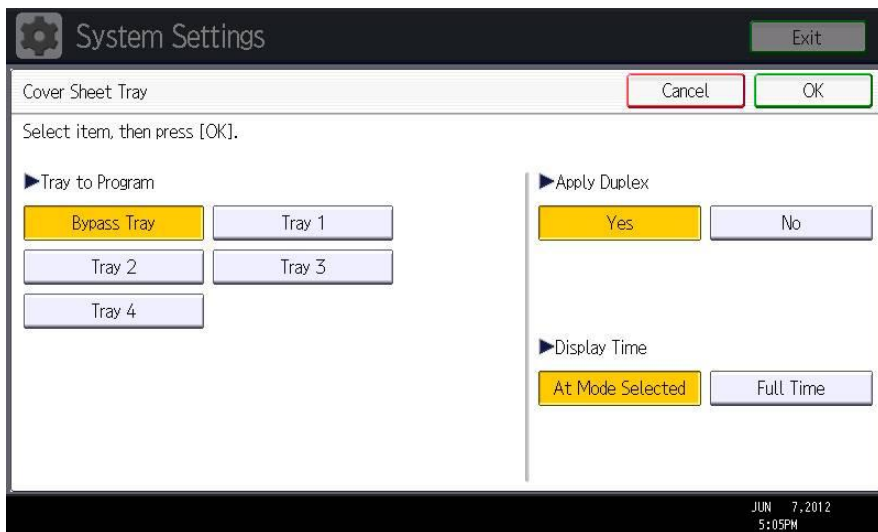 System Settings
Exit
Cover Sheet Tray
Cancel
OK
Select item, then press [OK].
►Tray to Program
Bypass Tray
Tray 1
Tray 2
Tray 3
Tray 4
►Apply Duplex
Yes
No
►Display Time
At Mode Selected
Full Time
JUN 7,2012
5:05PM